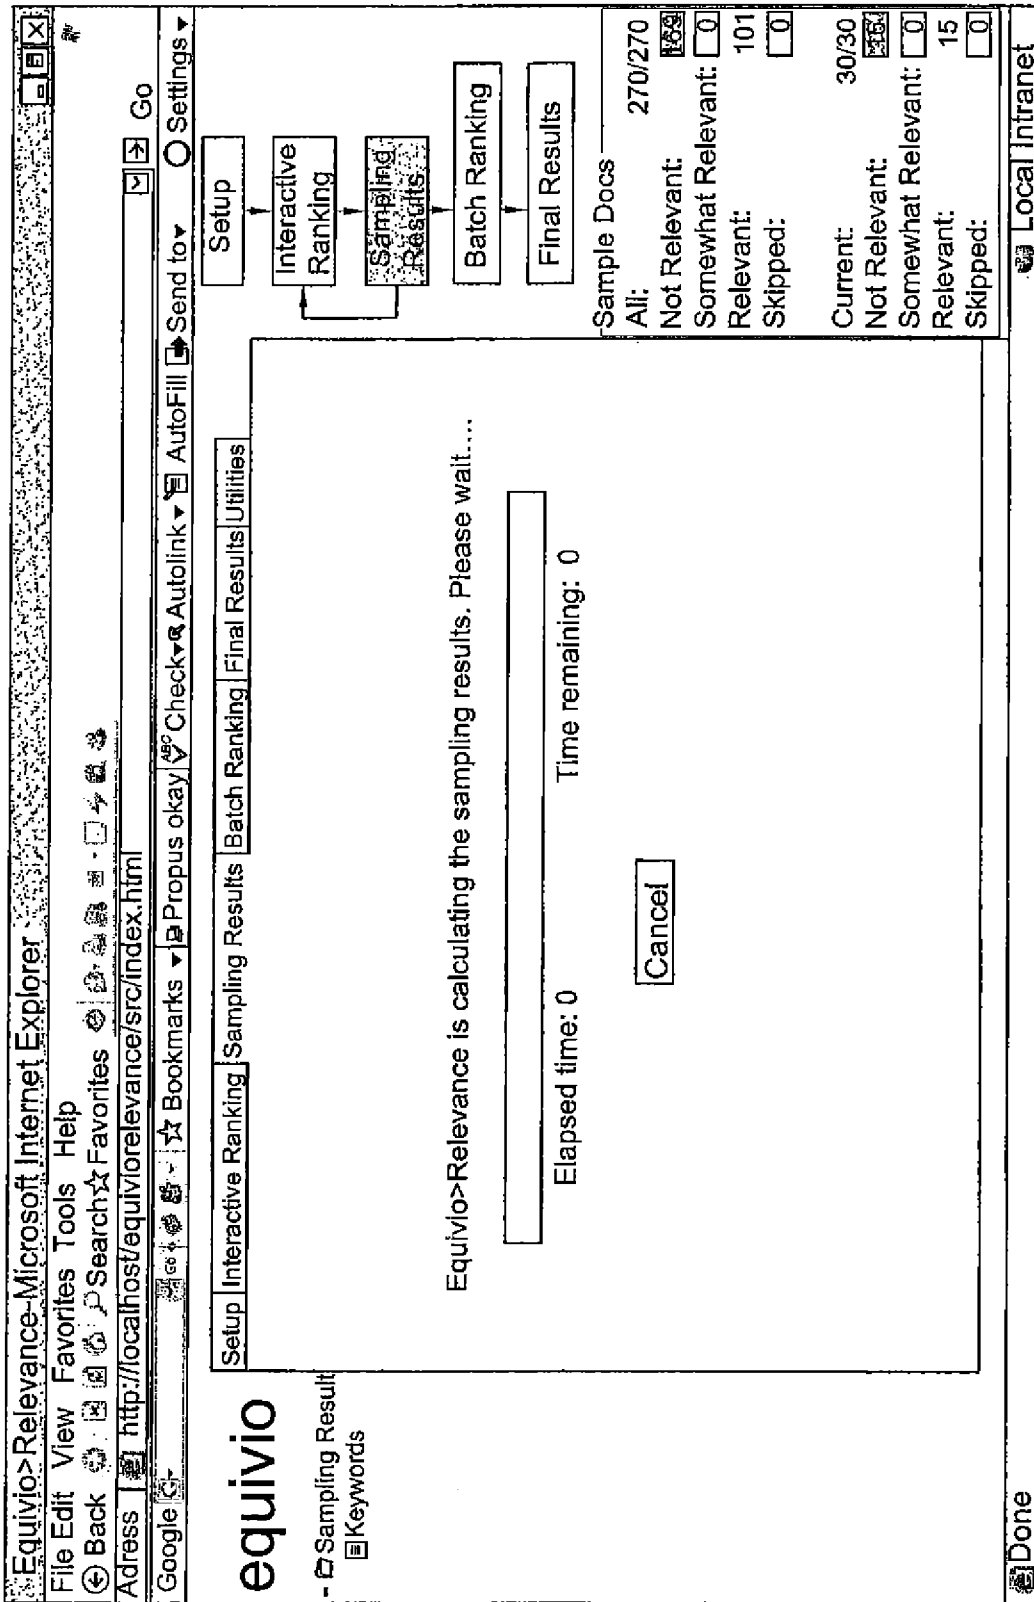 Equivio>Relevance-Microsoft Internet Explorer
File Edit View Favorites Tools Help
Back Search Favorites
Adress http://localhost/equiviorelevance/src/index.html Go
Google G Go Bookmarks Propus okay ABC Check Autolink AutoFill Send to Settings
equivio
- Sampling Result
Keywords
Setup Interactive Ranking Sampling Results Batch Ranking Final Results Utilities
Equivio>Relevance is calculating the sampling results. Please wait....
Elapsed time: 0 Time remaining: 0
Cancel
Setup
Interactive
Ranking
Sampling
Results
Batch Ranking
Final Results
Sample Docs
All: 270/270
Not Relevant: 169
Somewhat Relevant: 0
Relevant: 101
Skipped: 0
Current: 30/30
Not Relevant:
Somewhat Relevant: 0
Relevant: 15
Skipped: 0
Done Local Intranet